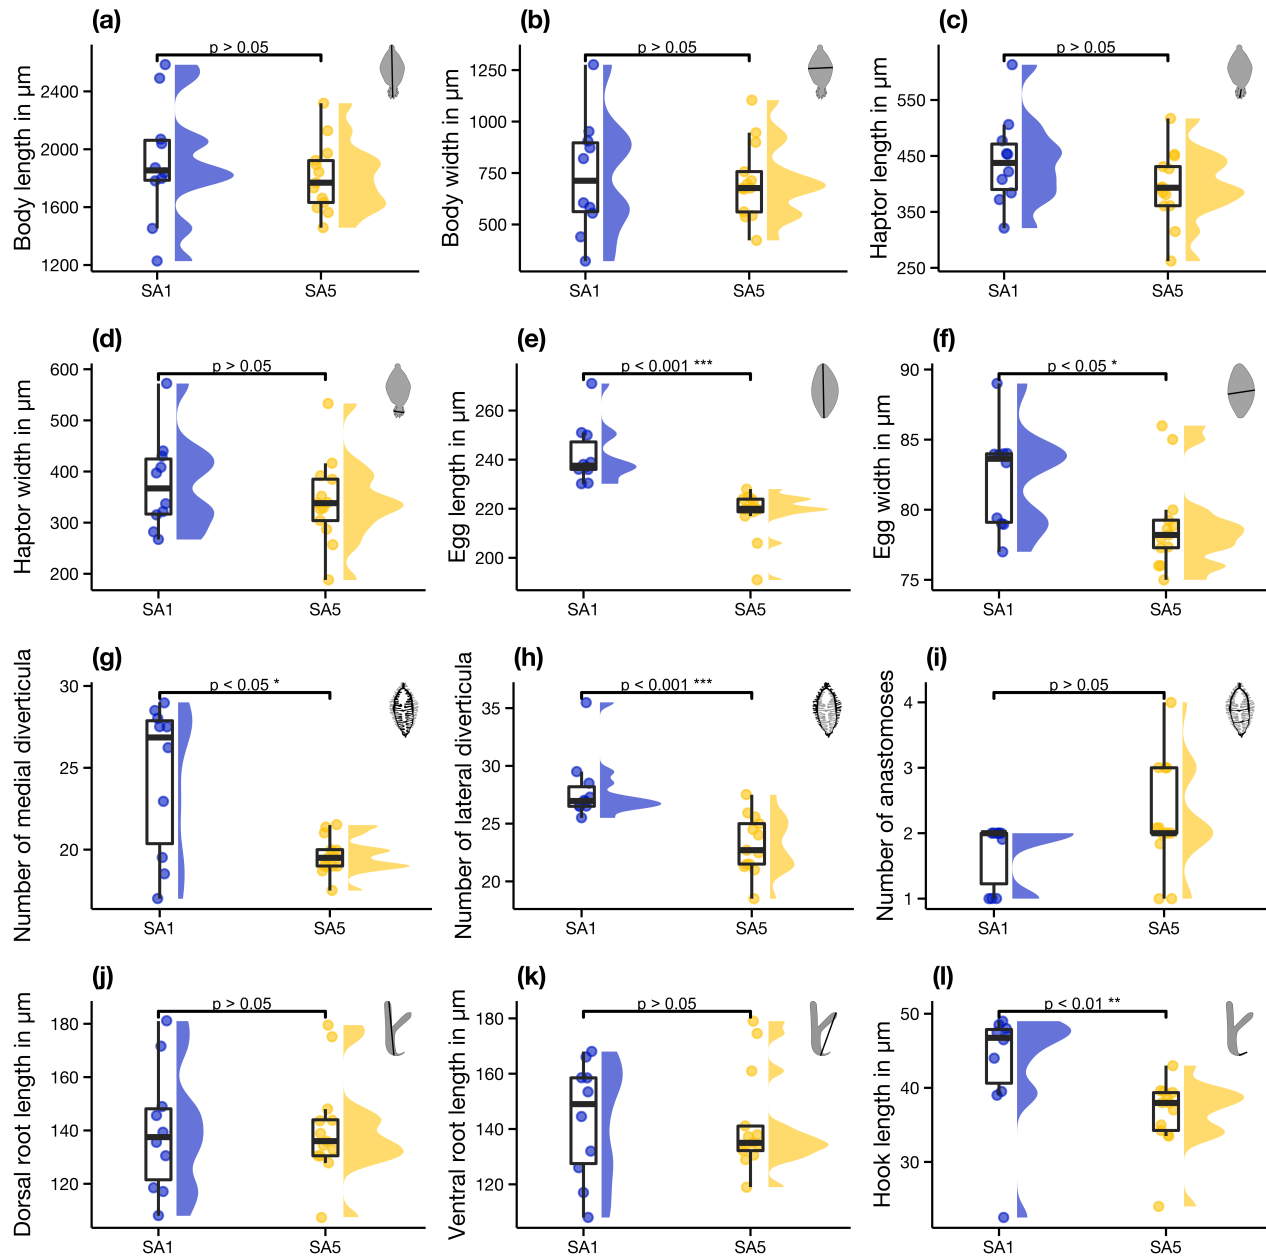 (a)
p > 0.05
Body length in µm
2400
2000
1600
1200
SA1
SA5
(b)
p > 0.05
Body width in µm
1250
1000
750
500
SA1
SA5
(c)
p > 0.05
Haptor length in µm
550
450
350
250
SA1
SA5
(d)
p > 0.05
Haptor width in µm
600
500
400
300
200
SA1
SA5
(e)
p < 0.001 ***
Egg length in µm
260
240
220
200
SA1
SA5
(f)
p < 0.05 *
Egg width in µm
90
85
80
75
SA1
SA5
(g)
p < 0.05 *
Number of medial diverticula
30
25
20
SA1
SA5
(h)
p < 0.001 ***
Number of lateral diverticula
35
30
25
20
SA1
SA5
(i)
p > 0.05
Number of anastomoses
4
3
2
1
SA1
SA5
(j)
p > 0.05
Dorsal root length in µm
180
160
140
120
SA1
SA5
(k)
p > 0.05
Ventral root length in µm
180
160
140
120
SA1
SA5
(l)
p < 0.01 **
Hook length in µm
50
40
30
SA1
SA5